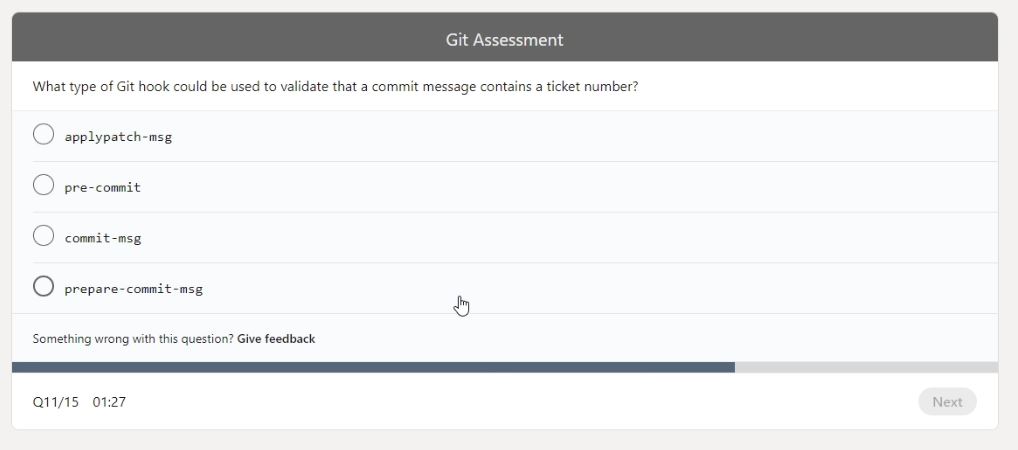 Git Assessment
What type of Git hook could be used to validate that a commit message contains a ticket number?
applypatch-msg
pre-commit
commit-msg
prepare-commit-msg
Something wrong with this question? Give feedback
Q11/15 01:27
Next